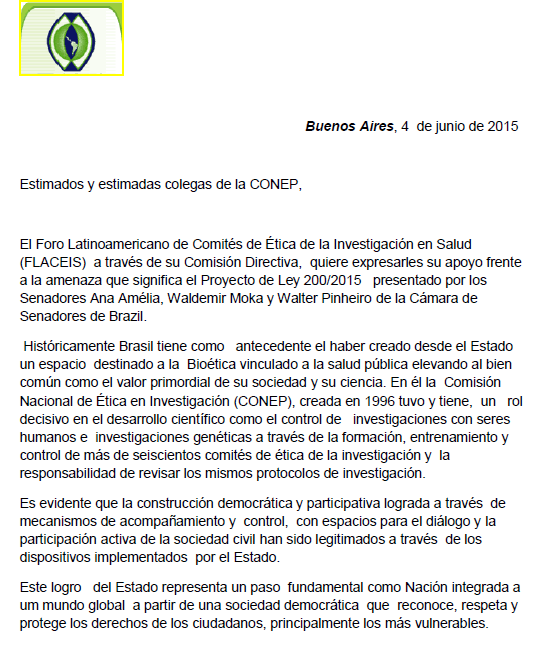 Buenos Aires, 4 de junio de 2015
Estimados y estimadas colegas de la CONEP,
El Foro Latinoamericano de Comités de Ética de la Investigación en Salud
(FLACEIS) a través de su Comisión Directiva, quiere expresarles su apoyo frente
a la amenaza que significa el Proyecto de Ley 200/2015 presentado por los
Senadores Ana Amélia, Waldemir Moka y Walter Pinheiro de la Cámara de
Senadores de Brazil.
Históricamente Brasil tiene como antecedente el haber creado desde el Estado
un espacio destinado a la Bioética vinculado a la salud pública elevando al bien
común como el valor primordial de su sociedad y su ciencia. En él la Comisión
Nacional de Ética en Investigación (CONEP), creada en 1996 tuvo y tiene, un rol
decisivo en el desarrollo científico como el control de investigaciones con seres
humanos e investigaciones genéticas a través de la formación, entrenamiento y
control de más de seiscientos comités de ética de la investigación y la
responsabilidad de revisar los mismos protocolos de investigación.
Es evidente que la construcción democrática y participativa lograda a través de
mecanismos de acompañamiento y control, con espacios para el diálogo y la
participación activa de la sociedad civil han sido legitimados a través de los
dispositivos implementados por el Estado.
Este logro del Estado representa un paso fundamental como Nación integrada a
um mundo global a partir de una sociedad democrática que reconoce, respeta y
protege los derechos de los ciudadanos, principalmente los más vulnerables.